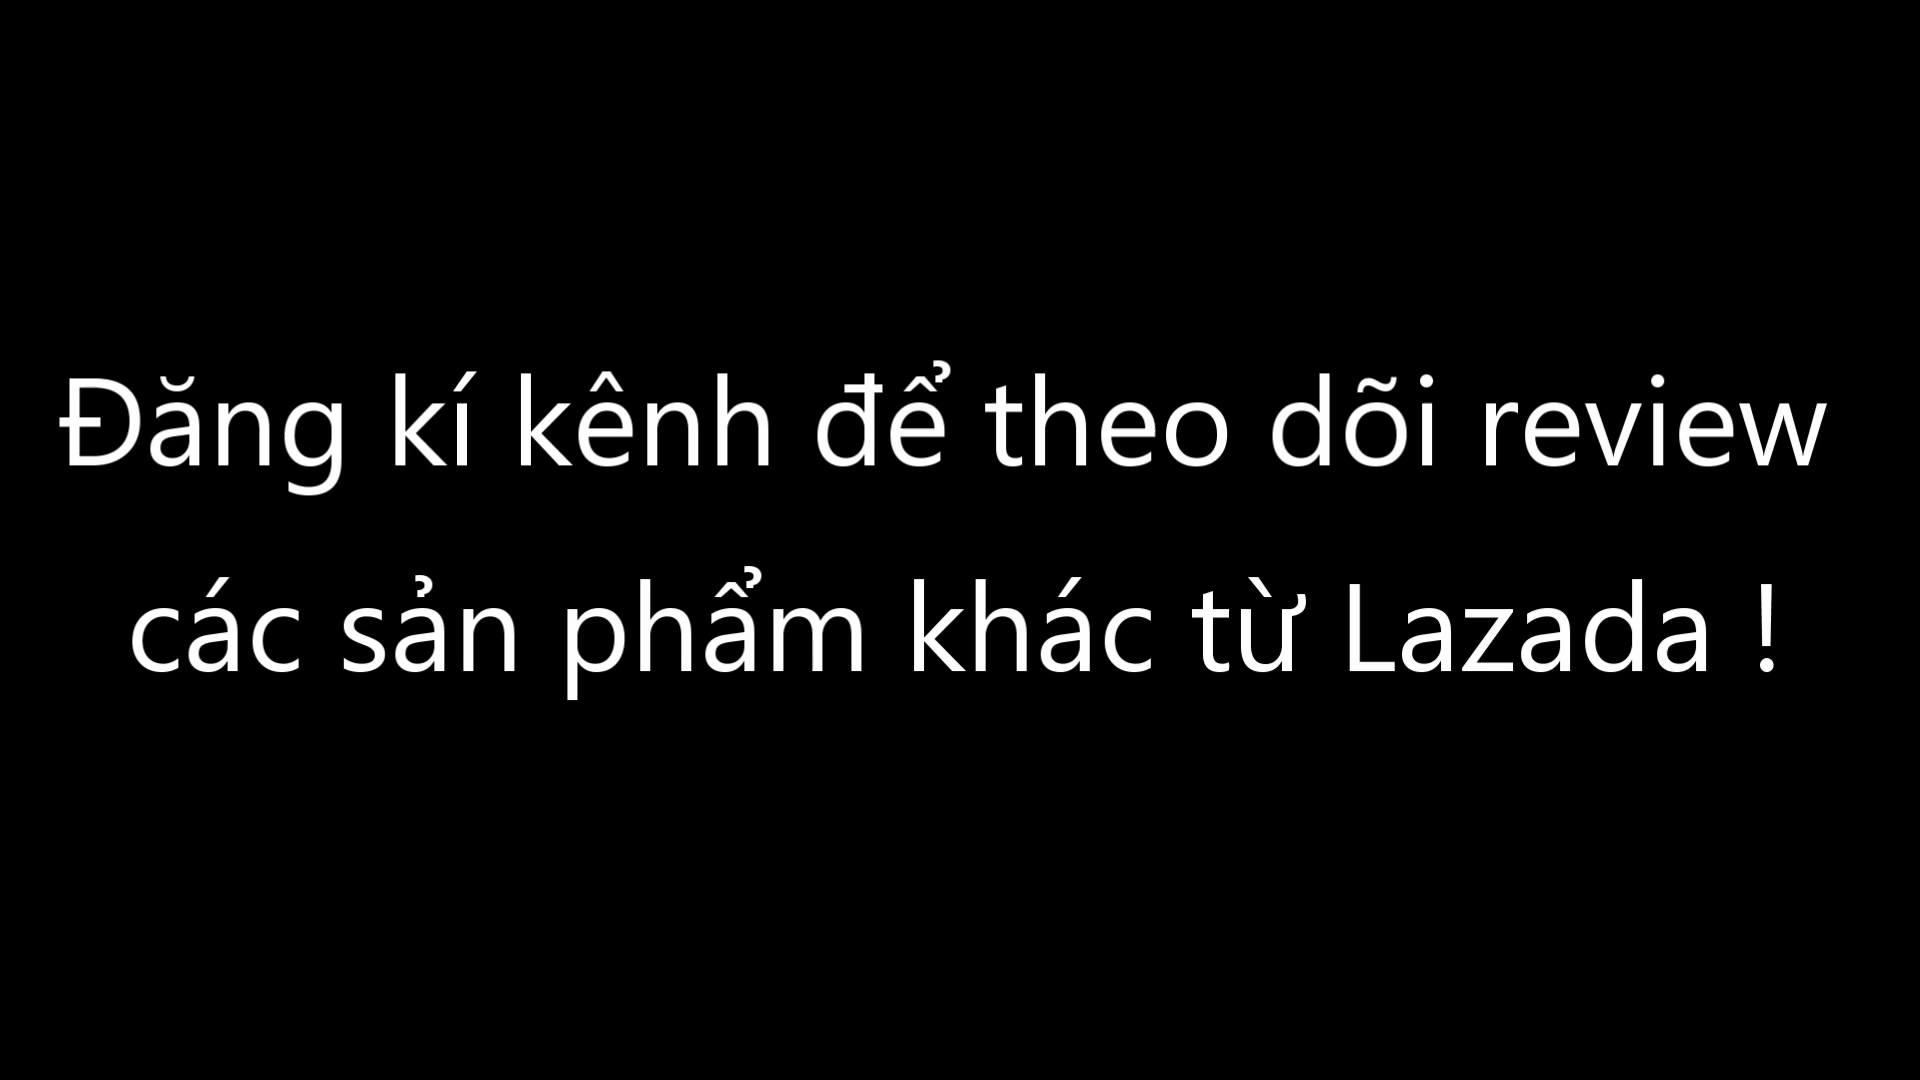 Đăng kí kênh để theo dõi review
các sản phẩm khác từ Lazada !